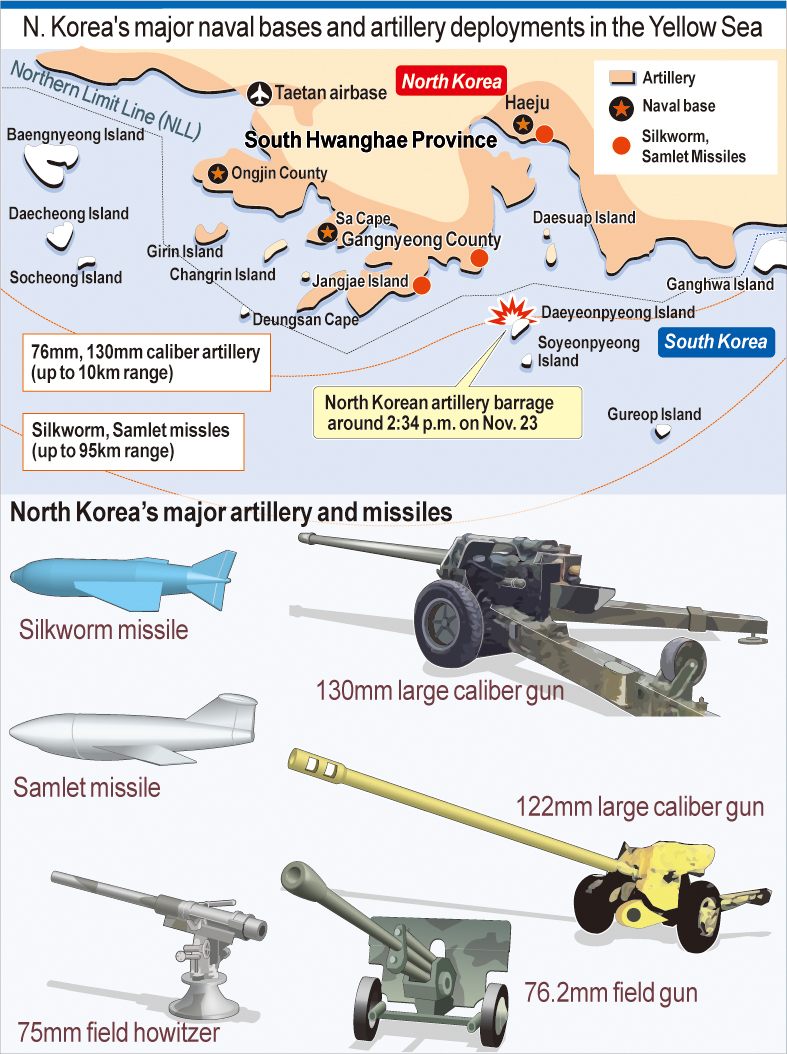 N. Korea's major naval bases and artillery deployments in the Yellow Sea
Northern Limit Line (NLL)
Taetan airbase
North Korea
Haeju
Artillery
Naval base
Silkworm,
Samlet Missiles
Baengnyeong Island
South Hwanghae Province
Ongjin County
Daecheong Island
Sa Cape
Daesuap Island
Gangnyeong County
Girin Island
Socheong Island
Changrin Island
Jangjae Island
Ganghwa Island
Deungsan Cape
Daeyeonpyeong Island
76mm, 130mm caliber artillery
(up to 10km range)
Soyeonpyeong
Island
South Korea
North Korean artillery barrage
around 2:34 p.m. on Nov. 23
Gureop Island
Silkworm, Samlet missles
(up to 95km range)
North Korea's major artillery and missiles
Silkworm missile
130mm large caliber gun
Samlet missile
122mm large caliber gun
76.2mm field gun
75mm field howitzer